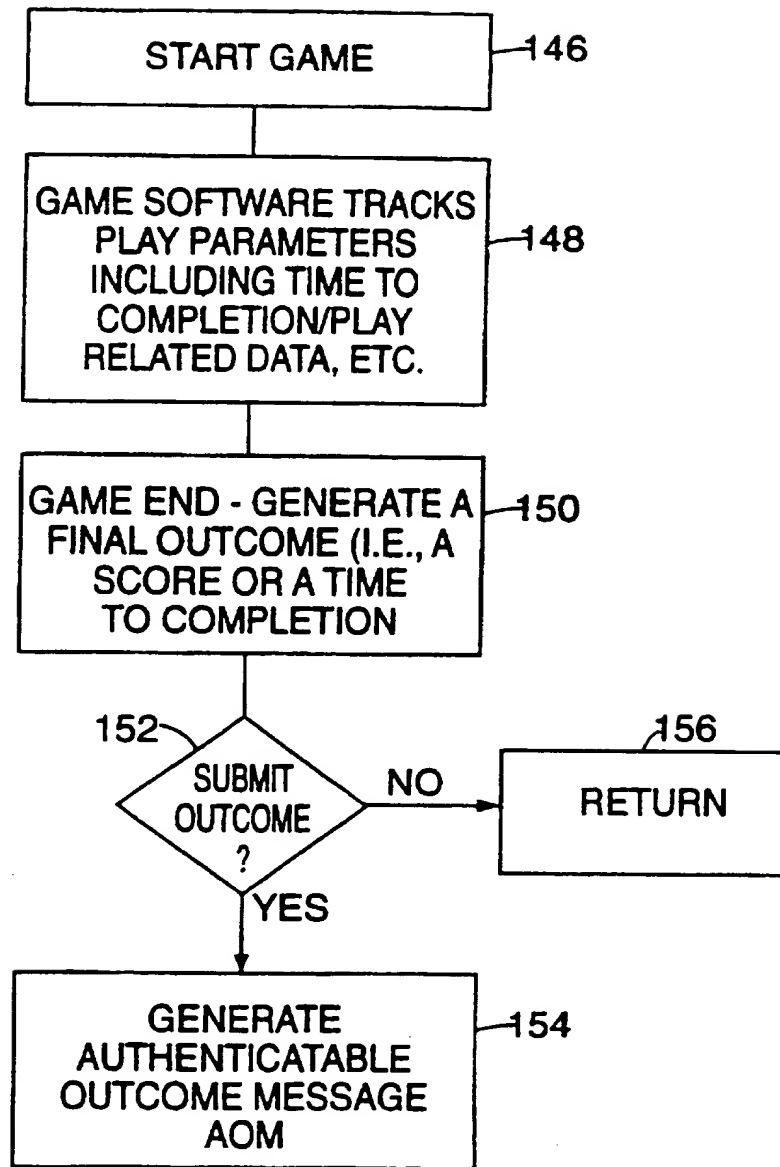 START GAME
146
GAME SOFTWARE TRACKS
PLAY PARAMETERS
INCLUDING TIME TO
COMPLETION/PLAY
RELATED DATA, ETC.
148
GAME END - GENERATE A
FINAL OUTCOME (I.E., A
SCORE OR A TIME
TO COMPLETION
150
152
SUBMIT
OUTCOME
?
NO
156
RETURN
YES
GENERATE
AUTHENTICATABLE
OUTCOME MESSAGE
AOM
154